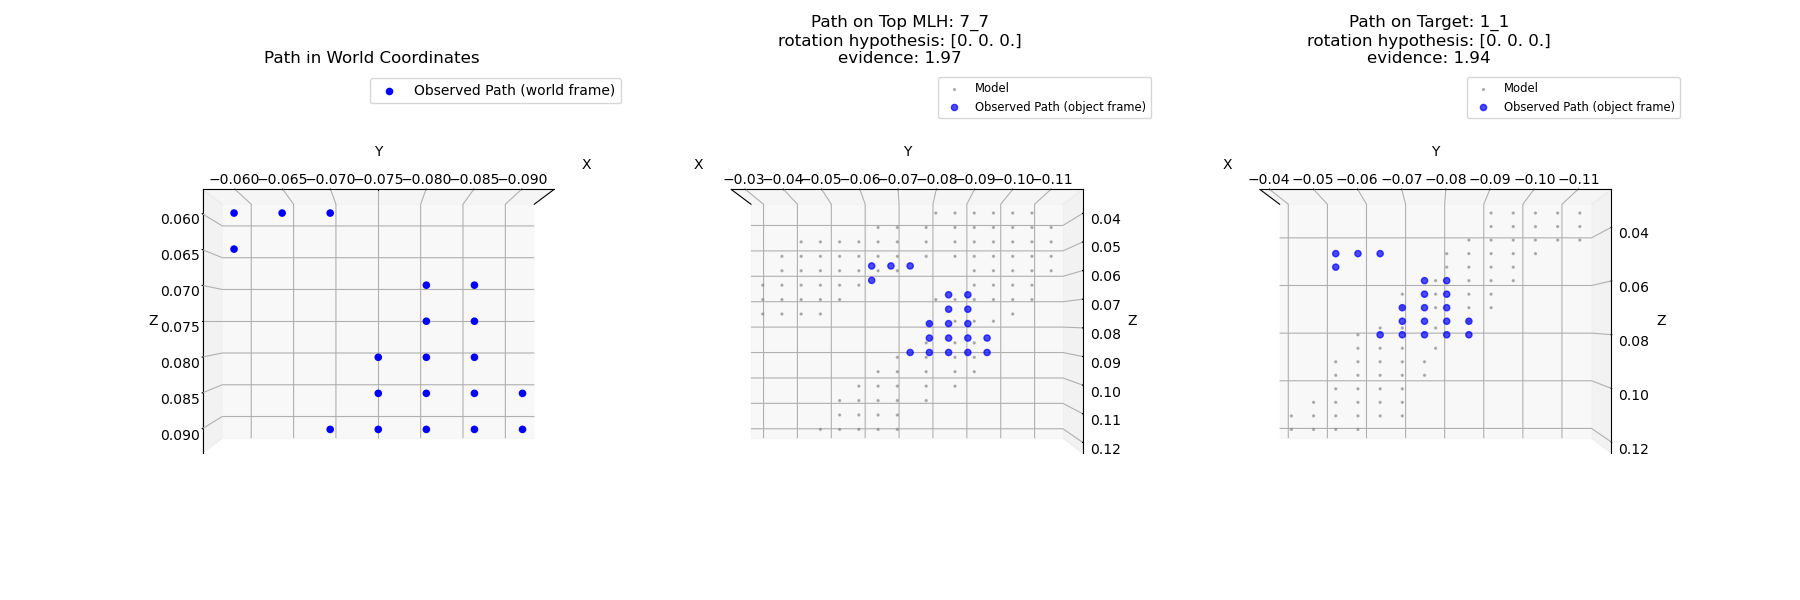 Path in World Coordinates
Observed Path (world frame)
Y
X
−0.060 −0.065 −0.070 −0.075 −0.080 −0.085 −0.090
0.060
0.065
0.070
Z
0.075
0.080
0.085
0.090
Path on Top MLH: 7_7
rotation hypothesis: [0. 0. 0.]
evidence: 1.97
Model
Observed Path (object frame)
Y
X
−0.03 −0.04 −0.05 −0.06 −0.07 −0.08 −0.09 −0.10 −0.11
0.04
0.05
0.06
0.07
Z
0.08
0.09
0.10
0.11
0.12
Path on Target: 1_1
rotation hypothesis: [0. 0. 0.]
evidence: 1.94
Model
Observed Path (object frame)
Y
X
−0.04 −0.05 −0.06 −0.07 −0.08 −0.09 −0.10 −0.11
0.04
0.06
Z
0.08
0.10
0.12